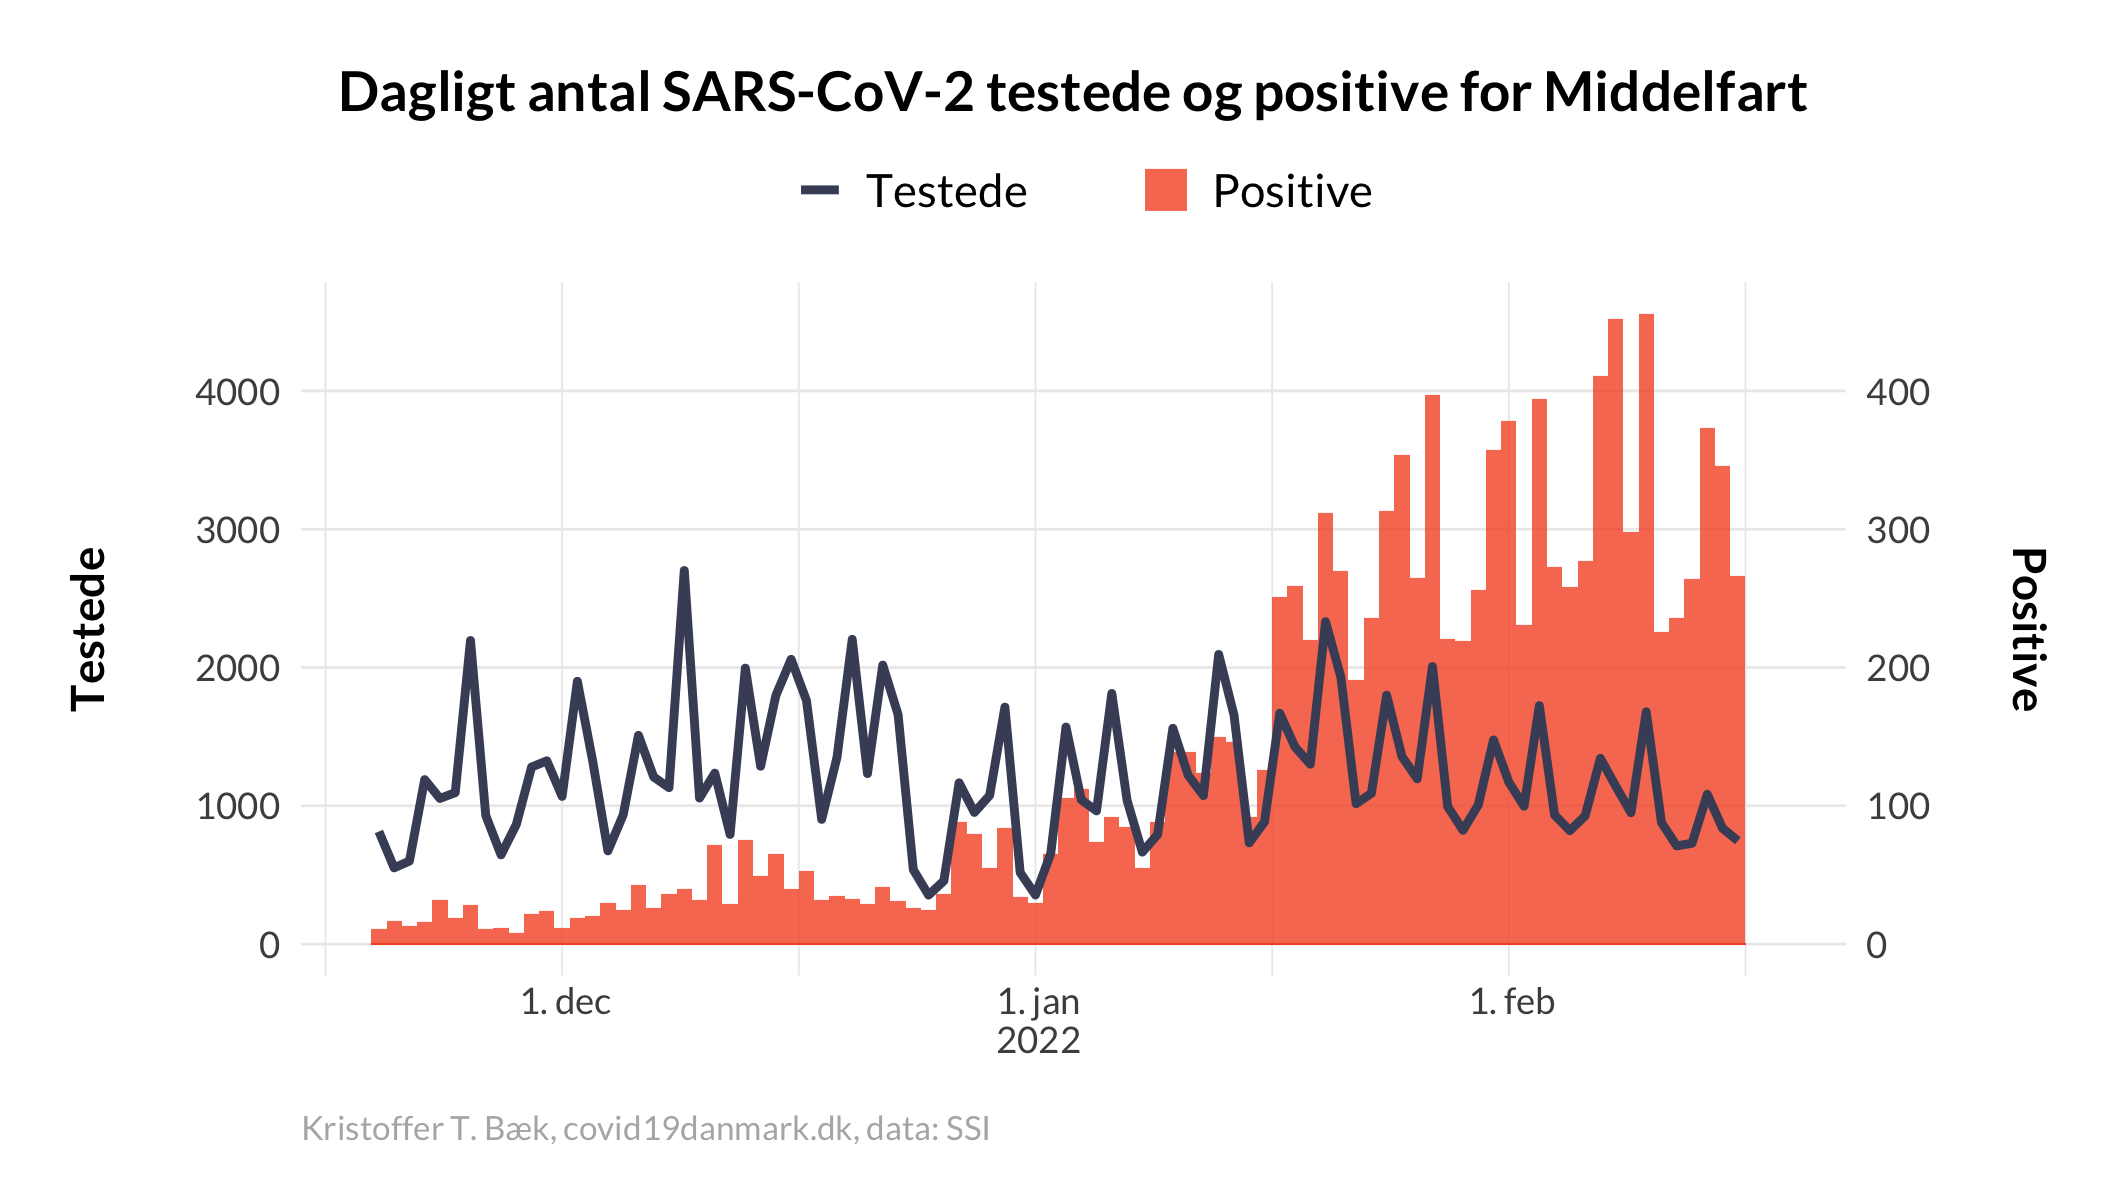 Dagligt antal SARS-CoV-2 testede og positive for Middelfart
Testede
Positive
4000
3000
2000
1000
0
Testede
400
300
200
100
0
Positive
1. dec
1. jan
2022
1. feb
Kristoffer T. Bæk, covid19danmark.dk, data: SSI